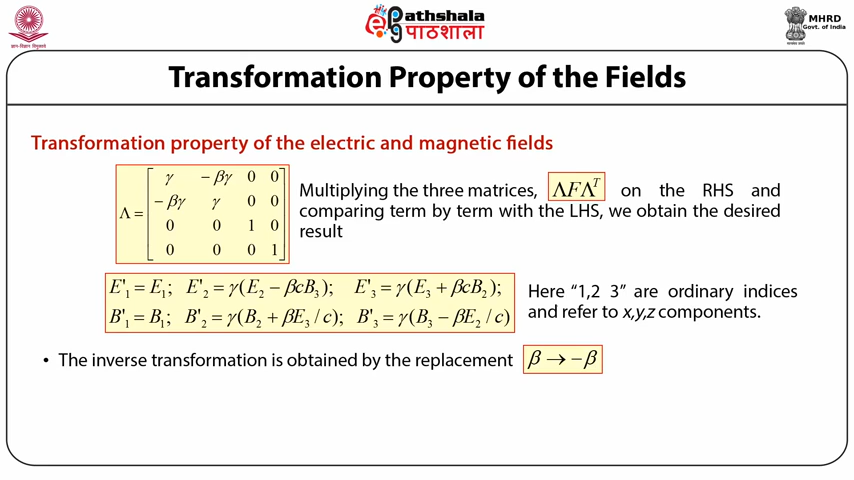 ePathshala
पाठशाला
MHRD
Govt. of India
Transformation Property of the Fields
Transformation property of the electric and magnetic fields
Λ = [ γ −βγ 0 0
−βγ γ 0 0
0 0 1 0
0 0 0 1 ]
Multiplying the three matrices, ΛFΛᵀ on the RHS and
comparing term by term with the LHS, we obtain the desired
result
E'₁ = E₁; E'₂ = γ(E₂ − βcB₃); E'₃ = γ(E₃ + βcB₂);
B'₁ = B₁; B'₂ = γ(B₂ + βE₃ / c); B'₃ = γ(B₃ − βE₂ / c)
Here “1,2 3” are ordinary indices
and refer to x,y,z components.
• The inverse transformation is obtained by the replacement β → −β